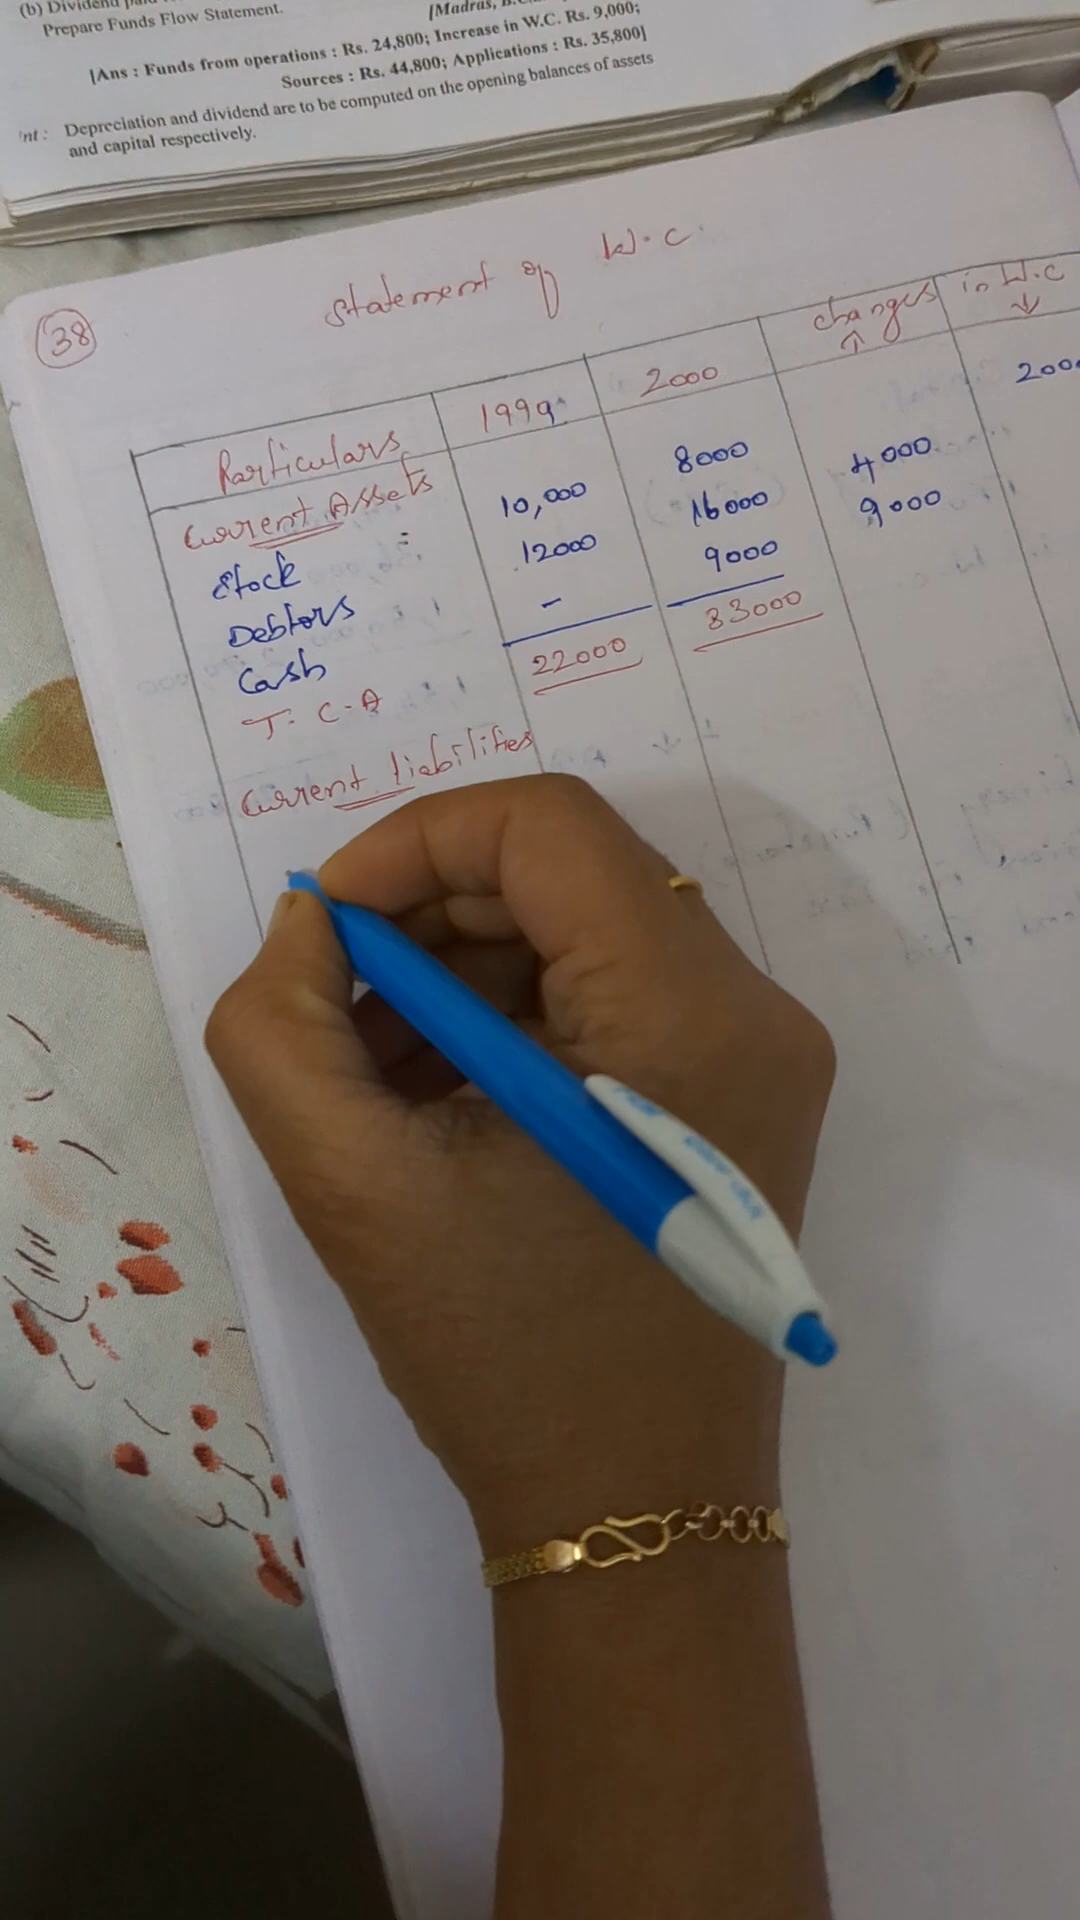 (b) Dividend
Prepare Funds Flow Statement.
[Madras,
[Ans : Funds from operations : Rs. 24,800; Increase in W.C. Rs. 9,000;
Sources : Rs. 44,800; Applications : Rs. 35,800]
nt : Depreciation and dividend are to be computed on the opening balances of assets
and capital respectively.
38 Statement of W.C.
Particulars 1999 2000 changes in W.C
↑ ↓
Current Assets
Stock 10,000 8000 200
Debtors 12000 16000 4000
Cash - 9000 9000
T. C. A 22000 33000
Current liabilities